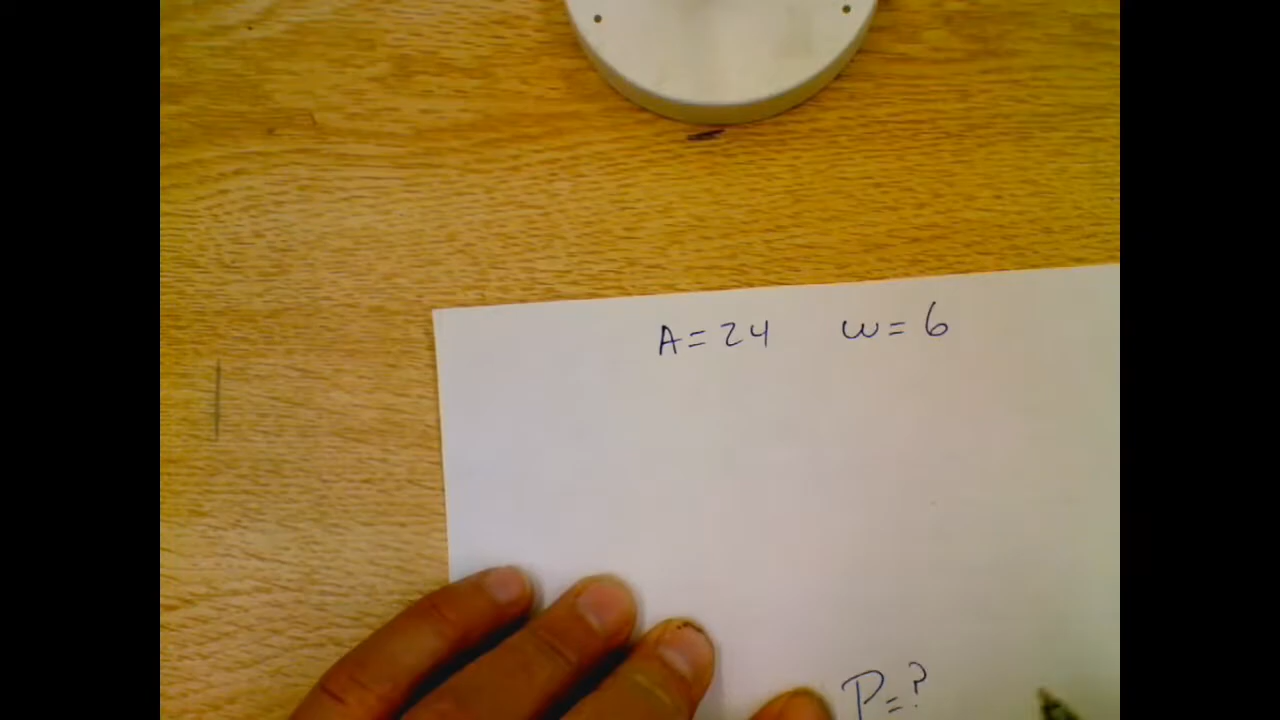 A = 24 w = 6
P = ?